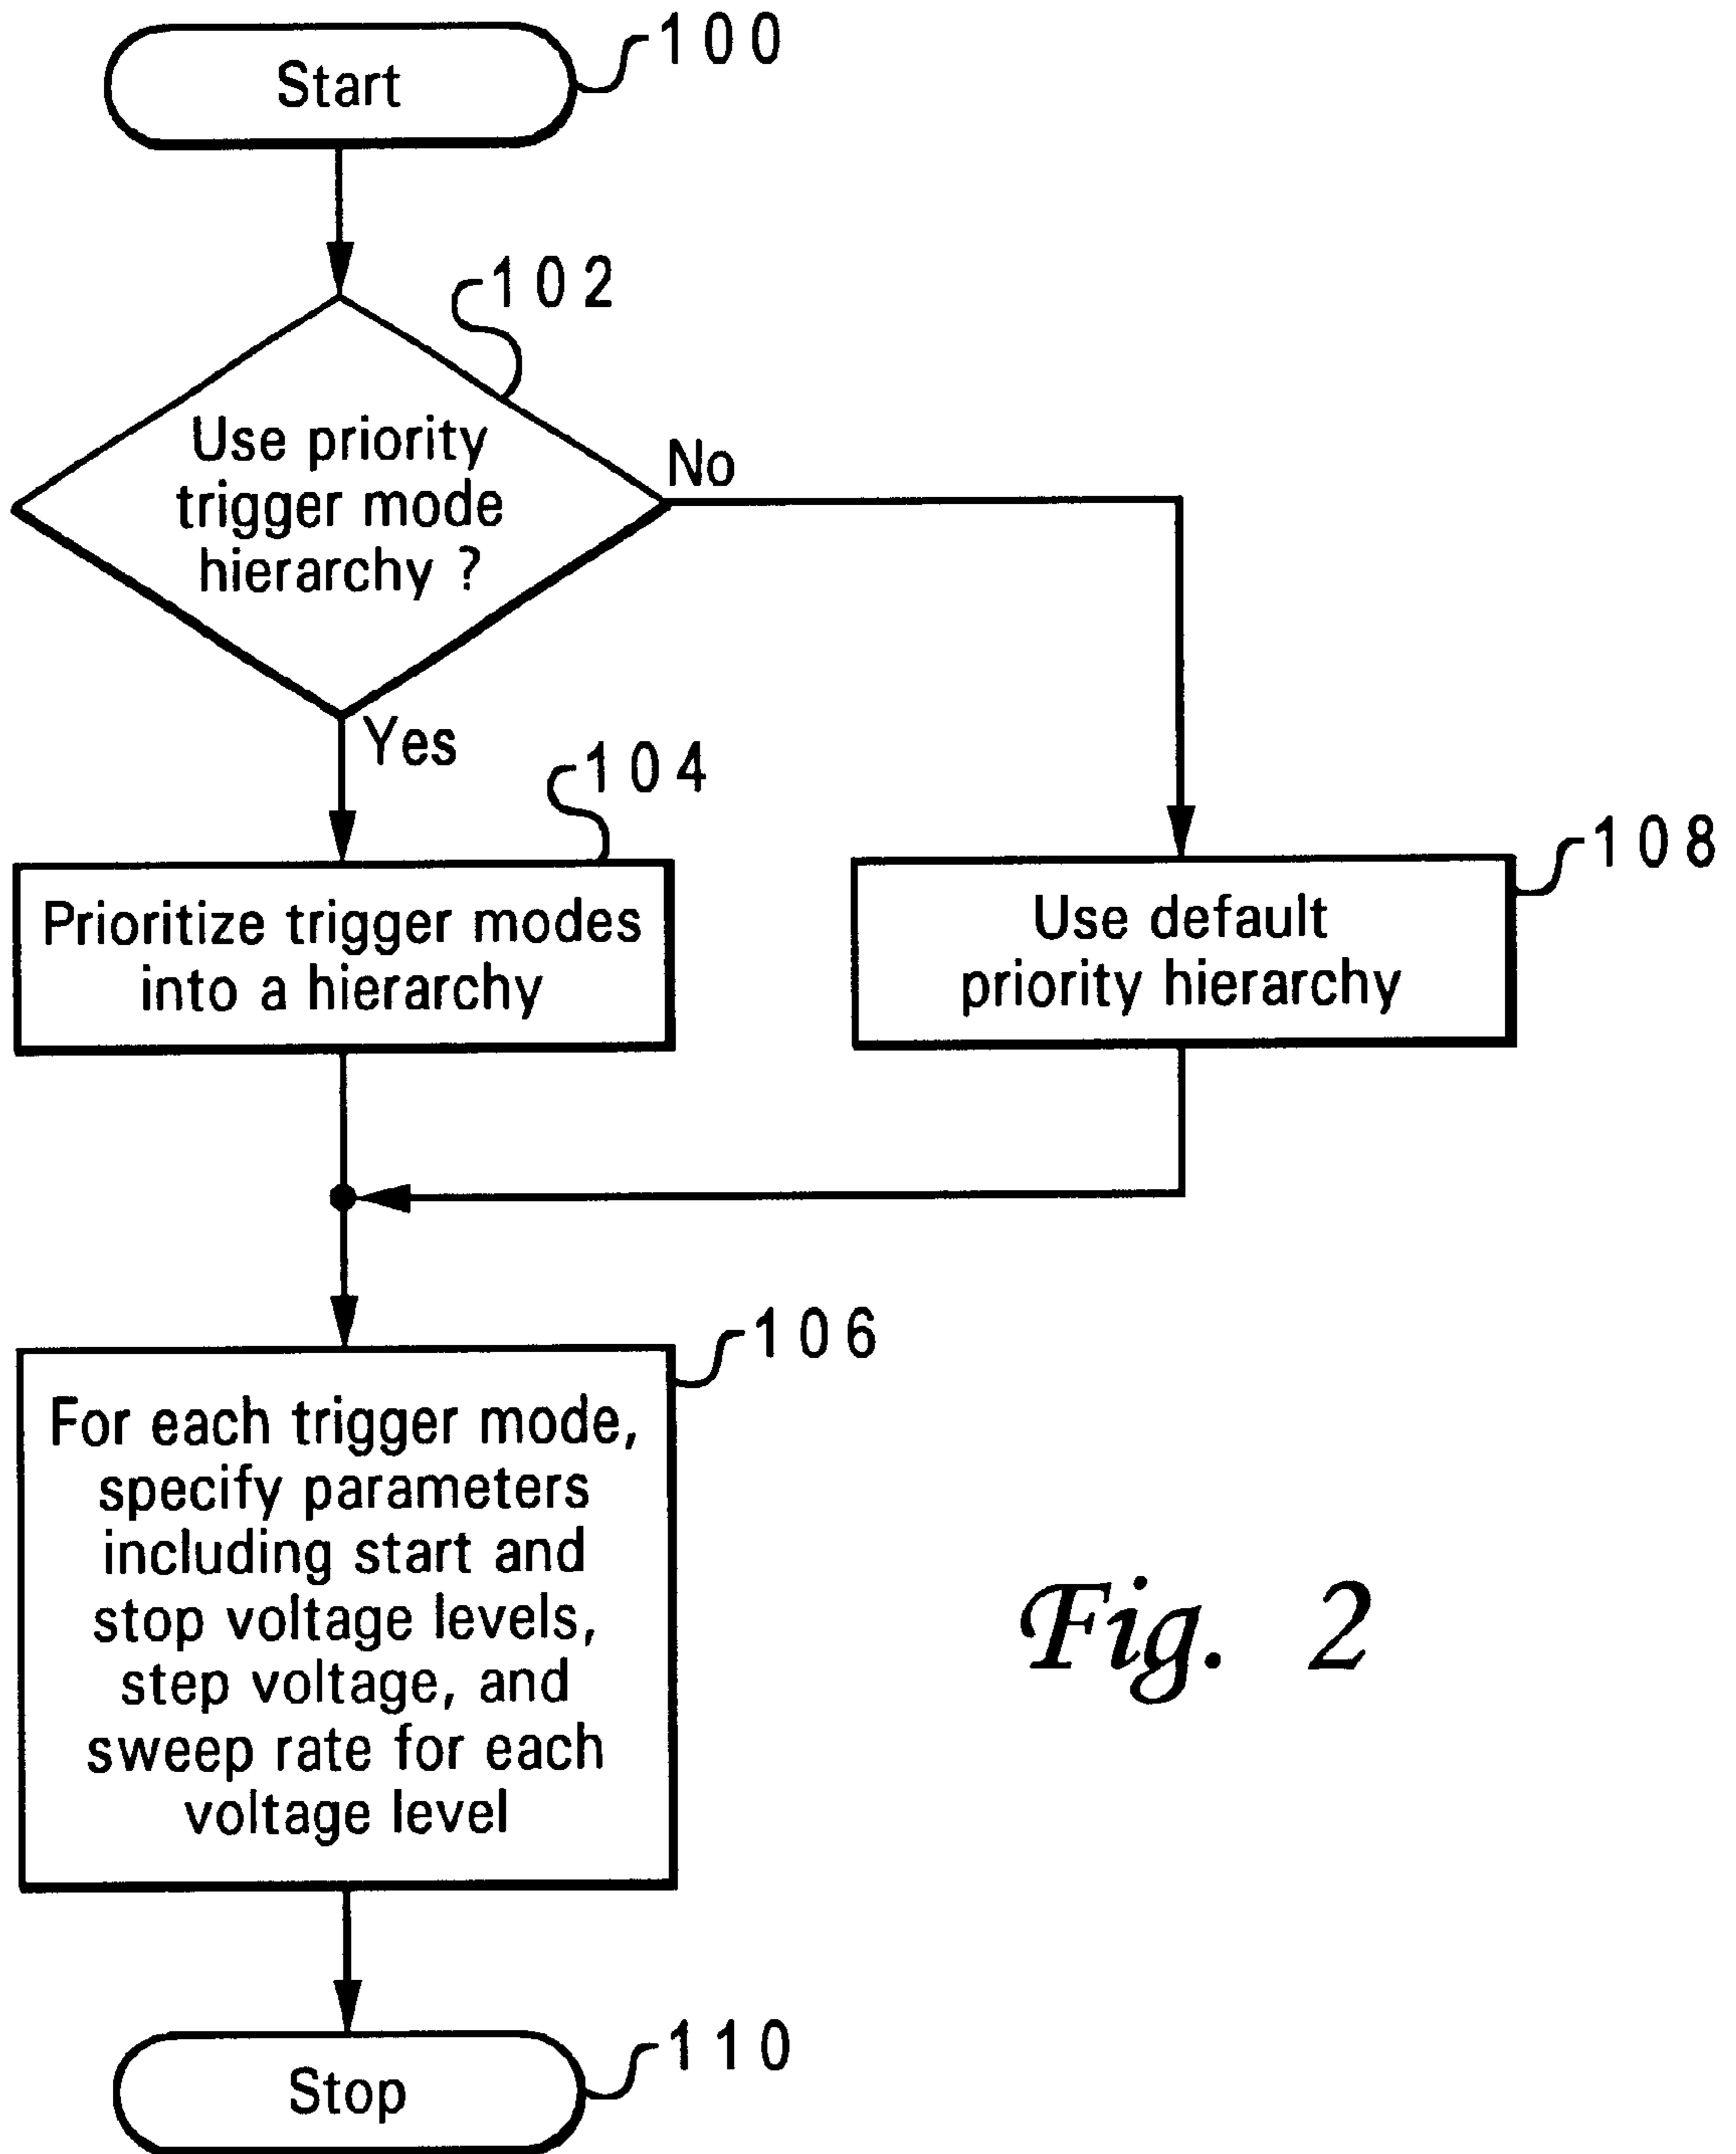 Start
100
102
Use priority
trigger mode
hierarchy ?
No
Yes
104
Prioritize trigger modes
into a hierarchy
108
Use default
priority hierarchy
106
For each trigger mode,
specify parameters
including start and
stop voltage levels,
step voltage, and
sweep rate for each
voltage level
Fig. 2
Stop
110